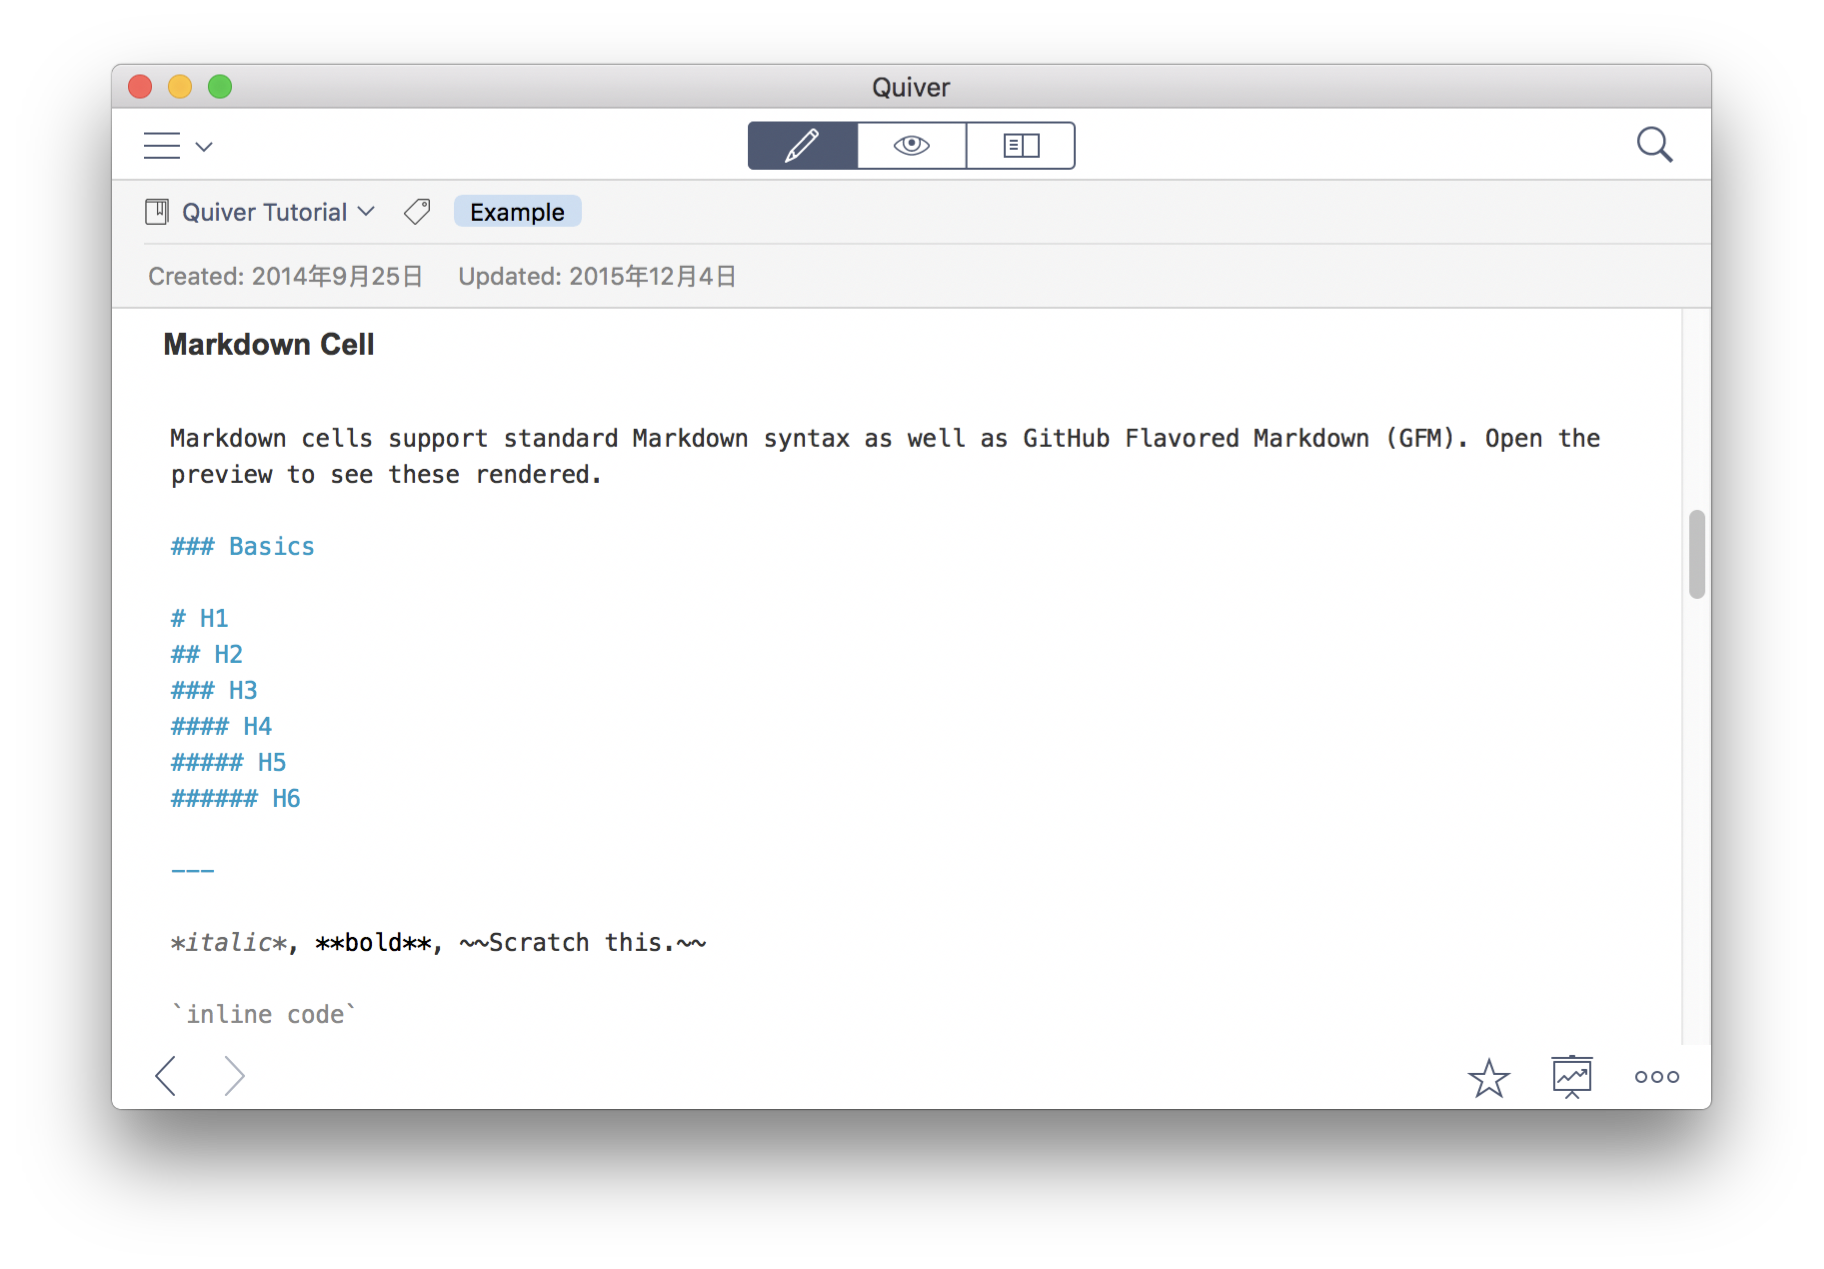 Quiver
Quiver Tutorial
Example
Created: 2014年9月25日 Updated: 2015年12月4日
Markdown Cell
Markdown cells support standard Markdown syntax as well as GitHub Flavored Markdown (GFM). Open the
preview to see these rendered.
### Basics
# H1
## H2
### H3
#### H4
##### H5
###### H6
---
*italic*, **bold**, ~~Scratch this.~~
`inline code`